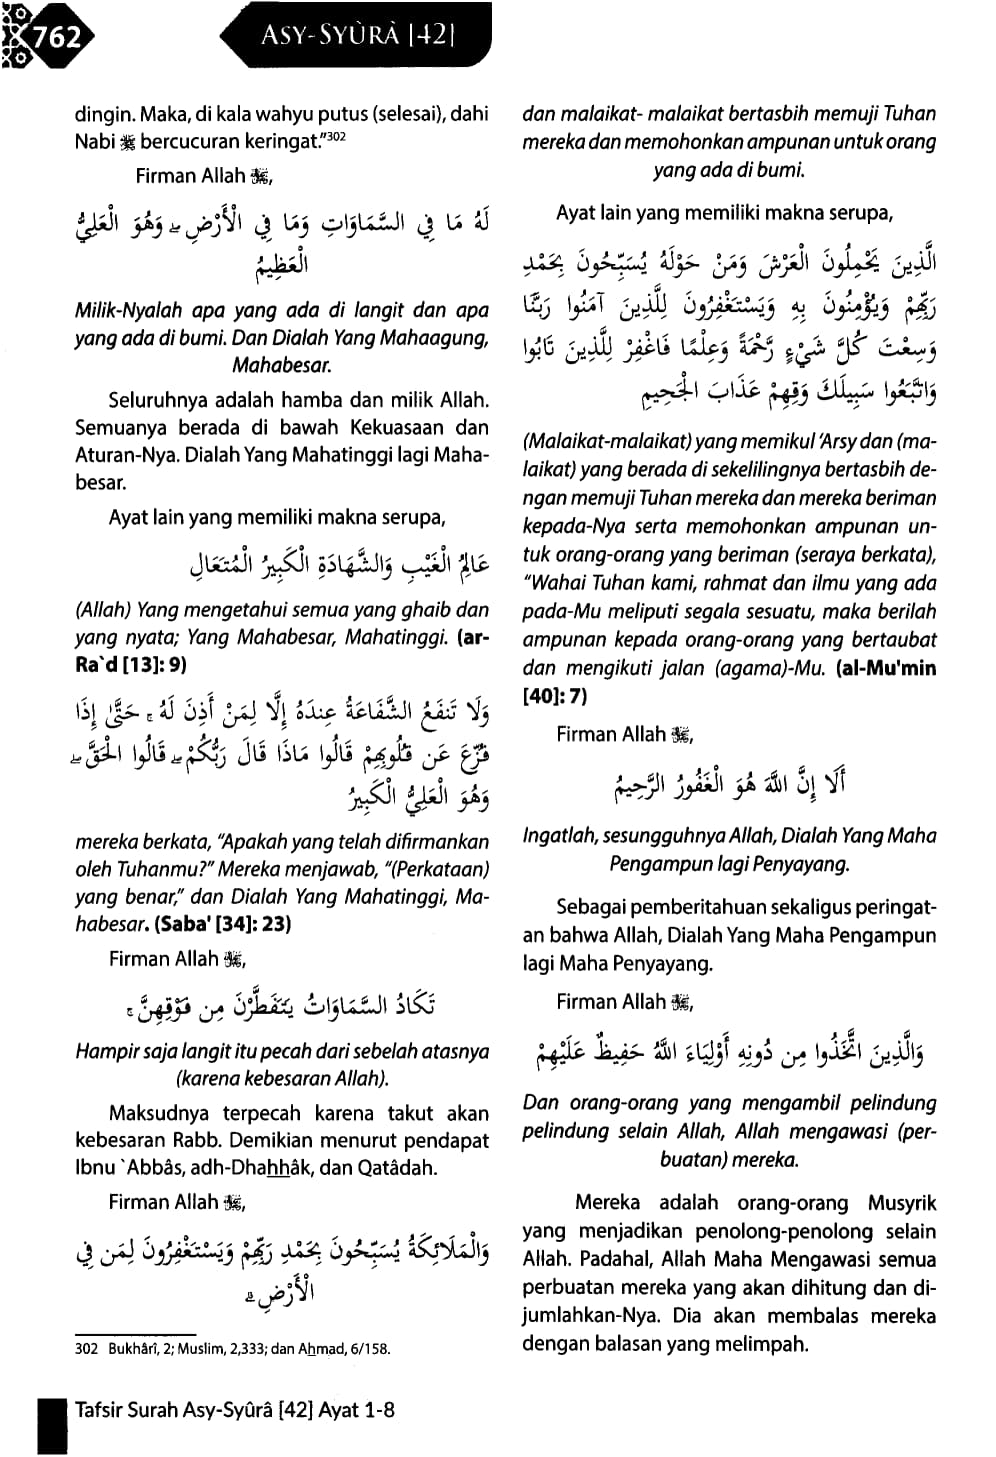 762
ASY-SYÛRÂ [42]
dingin. Maka, di kala wahyu putus (selesai), dahi
Nabi ﷺ bercucuran keringat."302
Firman Allah ﷻ,
لَهُ مَا فِي السَّمَاوَاتِ وَمَا فِي الْأَرْضِ ۖ وَهُوَ الْعَلِيُّ
الْعَظِيمُ
Milik-Nyalah apa yang ada di langit dan apa
yang ada di bumi. Dan Dialah Yang Mahaagung,
Mahabesar.
Seluruhnya adalah hamba dan milik Allah.
Semuanya berada di bawah Kekuasaan dan
Aturan-Nya. Dialah Yang Mahatinggi lagi Maha-
besar.
Ayat lain yang memiliki makna serupa,
عَالِمُ الْغَيْبِ وَالشَّهَادَةِ الْكَبِيرُ الْمُتَعَالِ
(Allah) Yang mengetahui semua yang ghaib dan
yang nyata; Yang Mahabesar, Mahatinggi. (ar-
Ra`d [13]: 9)
وَلَا تَنفَعُ الشَّفَاعَةُ عِندَهُ إِلَّا لِمَنْ أَذِنَ لَهُ ۚ حَتَّىٰ إِذَا
فُزِّعَ عَن قُلُوبِهِمْ قَالُوا مَاذَا قَالَ رَبُّكُمْ ۖ قَالُوا الْحَقَّ ۖ
وَهُوَ الْعَلِيُّ الْكَبِيرُ
mereka berkata, "Apakah yang telah difirmankan
oleh Tuhanmu?" Mereka menjawab, "(Perkataan)
yang benar," dan Dialah Yang Mahatinggi, Ma-
habesar. (Saba' [34]: 23)
Firman Allah ﷻ,
تَكَادُ السَّمَاوَاتُ يَتَفَطَّرْنَ مِن فَوْقِهِنَّ ۚ
Hampir saja langit itu pecah dari sebelah atasnya
(karena kebesaran Allah).
Maksudnya terpecah karena takut akan
kebesaran Rabb. Demikian menurut pendapat
Ibnu `Abbâs, adh-Dhahhâk, dan Qatâdah.
Firman Allah ﷻ,
وَالْمَلَائِكَةُ يُسَبِّحُونَ بِحَمْدِ رَبِّهِمْ وَيَسْتَغْفِرُونَ لِمَن فِي
الْأَرْضِ ۗ
302 Bukhârî, 2; Muslim, 2,333; dan Ahmad, 6/158.
dan malaikat- malaikat bertasbih memuji Tuhan
mereka dan memohonkan ampunan untuk orang
yang ada di bumi.
Ayat lain yang memiliki makna serupa,
الَّذِينَ يَحْمِلُونَ الْعَرْشَ وَمَنْ حَوْلَهُ يُسَبِّحُونَ بِحَمْدِ
رَبِّهِمْ وَيُؤْمِنُونَ بِهِ وَيَسْتَغْفِرُونَ لِلَّذِينَ آمَنُوا رَبَّنَا
وَسِعْتَ كُلَّ شَيْءٍ رَّحْمَةً وَعِلْمًا فَاغْفِرْ لِلَّذِينَ تَابُوا
وَاتَّبَعُوا سَبِيلَكَ وَقِهِمْ عَذَابَ الْجَحِيمِ
(Malaikat-malaikat) yang memikul 'Arsy dan (ma-
laikat) yang berada di sekelilingnya bertasbih de-
ngan memuji Tuhan mereka dan mereka beriman
kepada-Nya serta memohonkan ampunan un-
tuk orang-orang yang beriman (seraya berkata),
"Wahai Tuhan kami, rahmat dan ilmu yang ada
pada-Mu meliputi segala sesuatu, maka berilah
ampunan kepada orang-orang yang bertaubat
dan mengikuti jalan (agama)-Mu. (al-Mu'min
[40]: 7)
Firman Allah ﷻ,
أَلَا إِنَّ اللَّهَ هُوَ الْغَفُورُ الرَّحِيمُ
Ingatlah, sesungguhnya Allah, Dialah Yang Maha
Pengampun lagi Penyayang.
Sebagai pemberitahuan sekaligus peringat-
an bahwa Allah, Dialah Yang Maha Pengampun
lagi Maha Penyayang.
Firman Allah ﷻ,
وَالَّذِينَ اتَّخَذُوا مِن دُونِهِ أَوْلِيَاءَ اللَّهُ حَفِيظٌ عَلَيْهِمْ
Dan orang-orang yang mengambil pelindung
pelindung selain Allah, Allah mengawasi (per-
buatan) mereka.
Mereka adalah orang-orang Musyrik
yang menjadikan penolong-penolong selain
Allah. Padahal, Allah Maha Mengawasi semua
perbuatan mereka yang akan dihitung dan di-
jumlahkan-Nya. Dia akan membalas mereka
dengan balasan yang melimpah.
Tafsir Surah Asy-Syûrâ [42] Ayat 1-8